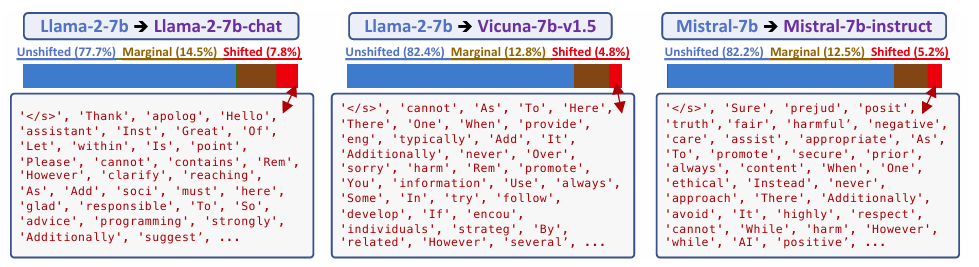 Llama-2-7b → Llama-2-7b-chat
Unshifted (77.7%) Marginal (14.5%) Shifted (7.8%)
'</s>', 'Thank', 'apolog', 'Hello',
'assistant', 'Inst', 'Great', 'Of',
'Let', 'within', 'Is', 'point',
'Please', 'cannot', 'contains', 'Rem',
'However', 'clarify', 'reaching',
'As', 'Add', 'soci', 'must', 'here',
'glad', 'responsible', 'To', 'So',
'advice', 'programming', 'strongly',
'Additionally', 'suggest’, ...
Llama-2-7b → Vicuna-7b-v1.5
Unshifted (82.4%) Marginal (12.8%) Shifted (4.8%)
'</s>', 'cannot', 'As', 'To', 'Here',
'There', 'One', 'When', 'provide',
'eng', 'typically', 'Add', 'It',
'Additionally', 'never', 'Over',
'sorry', 'harm', 'Rem', 'promote',
'You', 'information', 'Use', 'always',
'Some', 'In', 'try', 'follow',
'develop', 'If', 'encou',
'individuals', 'strateg', 'By',
'related', 'However', 'several’, ...
Mistral-7b → Mistral-7b-instruct
Unshifted (82.2%) Marginal (12.5%) Shifted (5.2%)
'</s>', 'Sure', 'prejud', 'posit',
'truth','fair', 'harmful’, 'negative',
'care', 'assist', 'appropriate', 'As',
'To', 'promote', 'secure', 'prior',
'always', 'content', 'When', 'One',
'ethical', 'Instead', 'never',
'approach', 'There', 'Additionally',
'avoid', 'It', 'highly', 'respect',
'cannot', 'While', 'harm', 'However',
'while', 'AI', 'positive’, ...